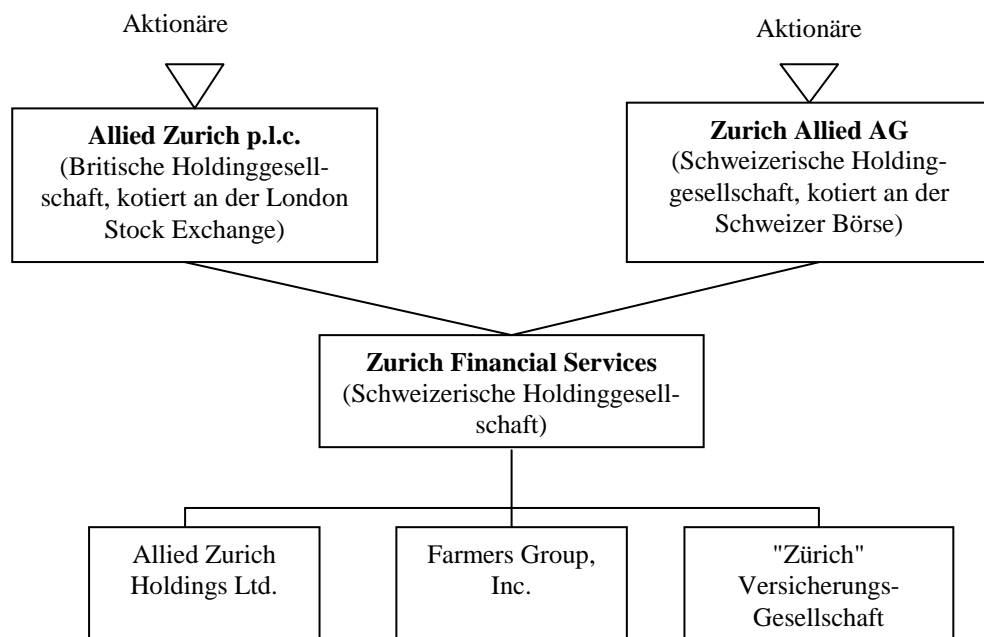 Aktionäre
Aktionäre
Allied Zurich p.l.c.
(Britische Holdinggesell-
schaft, kotiert an der London
Stock Exchange)
Zurich Allied AG
(Schweizerische Holding-
gesellschaft, kotiert an der
Schweizer Börse)
Zurich Financial Services
(Schweizerische Holdinggesell-
schaft)
Allied Zurich
Holdings Ltd.
Farmers Group,
Inc.
"Zürich"
Versicherungs-
Gesellschaft